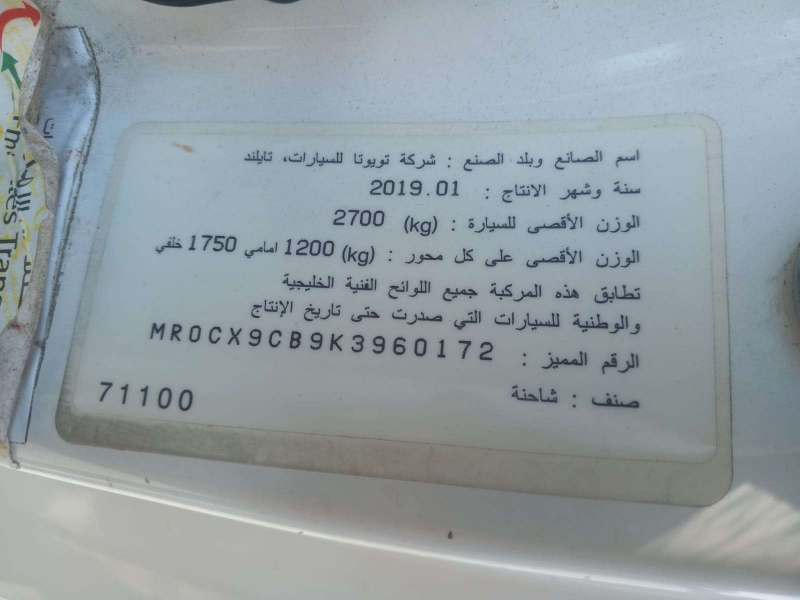 اسم الصانع وبلد الصنع : شركة تويوتا للسيارات، تايلند
سنة وشهر الانتاج : 2019.01
الوزن الأقصى للسيارة : (kg) 2700
الوزن الأقصى على كل محور : (kg) 1200 امامي 1750 خلفي
تطابق هذه المركبة جميع اللوائح الفنية الخليجية
والوطنية للسيارات التي صدرت حتى تاريخ الإنتاج
الرقم المميز : MR0CX9CB9K3960172
صنف : شاحنة
71100